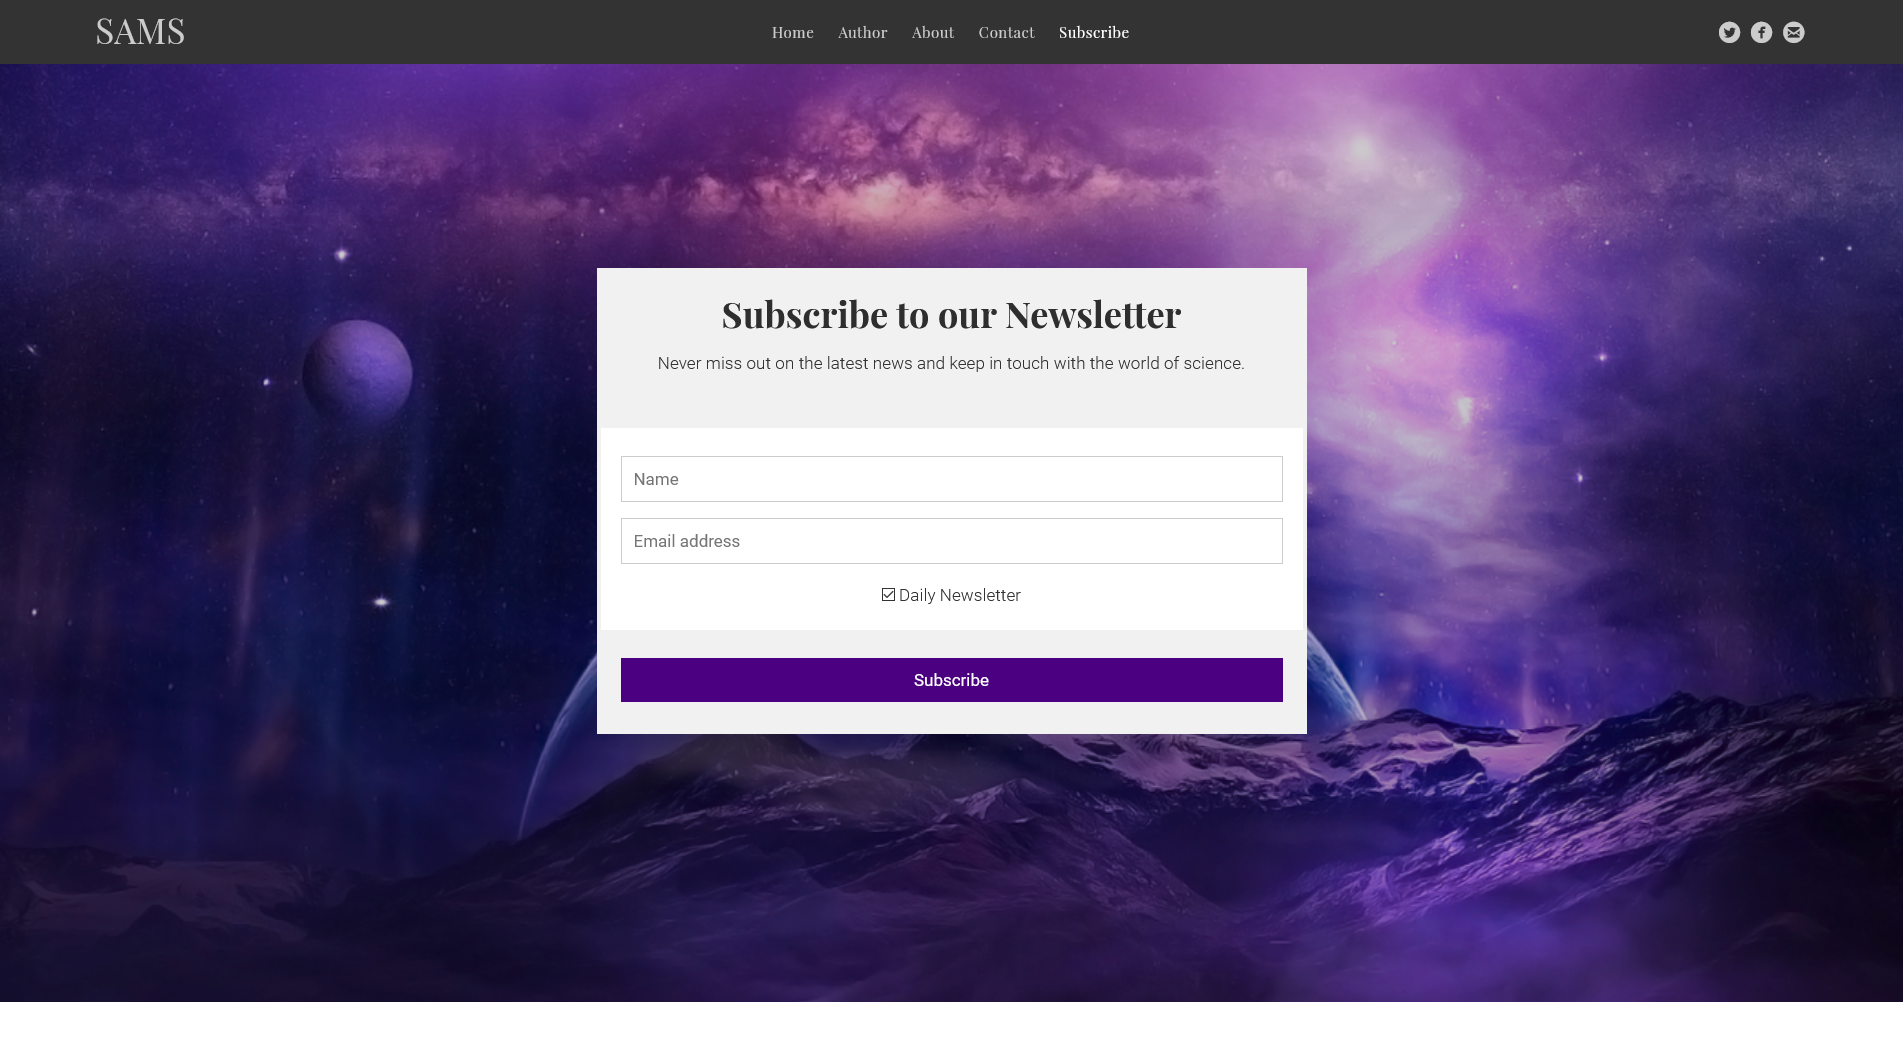 SAMS
Home Author About Contact Subscribe
Subscribe to our Newsletter
Never miss out on the latest news and keep in touch with the world of science.
Name
Email address
Daily Newsletter
Subscribe